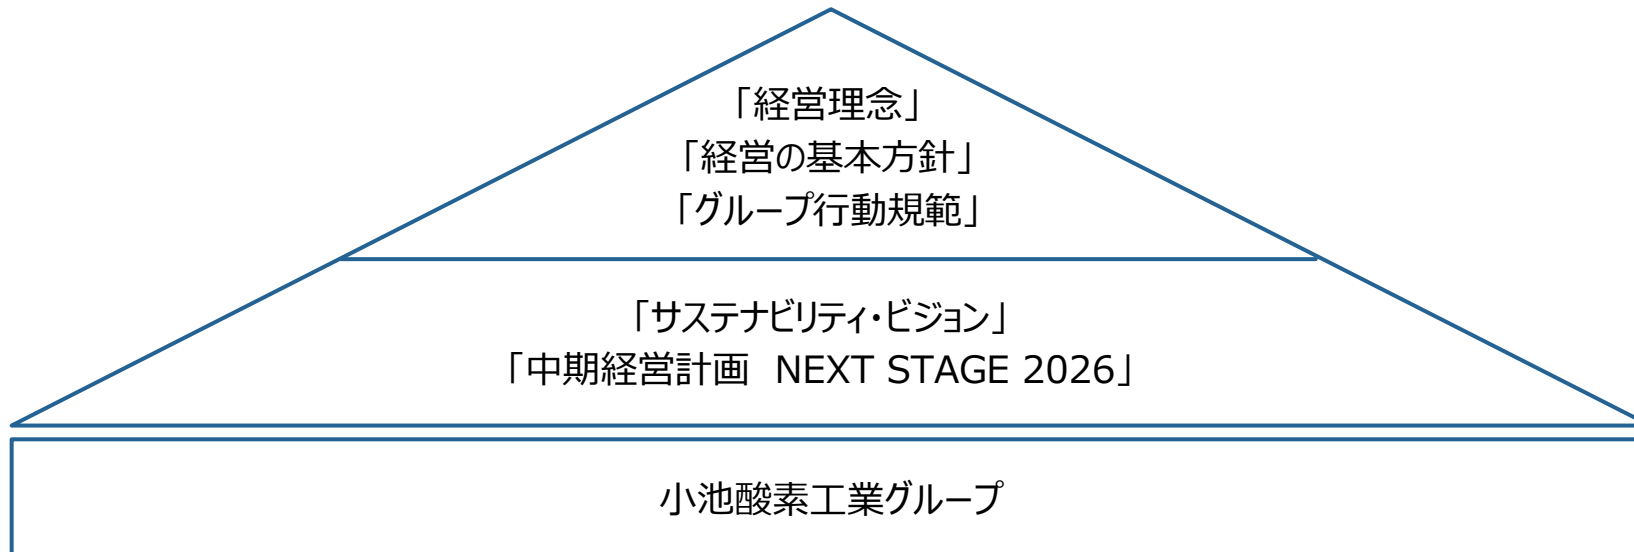 「経営理念」
「経営の基本方針」
「グループ行動規範」
「サステナビリティ・ビジョン」
「中期経営計画　NEXT STAGE 2026」
小池酸素工業グループ